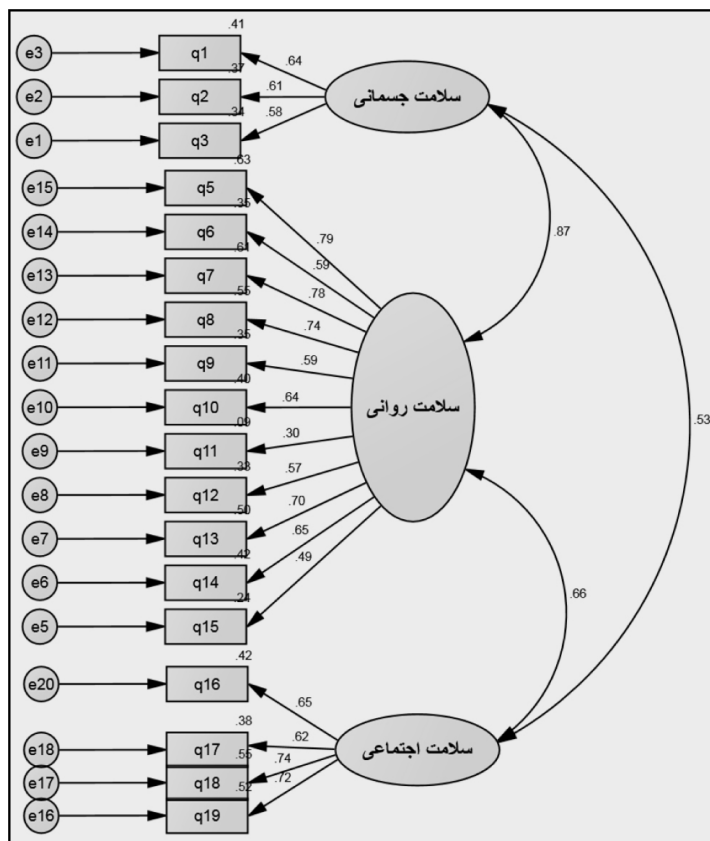 .41
e3 q1 .64
.37
e2 q2 .61 سلامت جسمانی
.34
e1 q3 .58
.63
e15 q5
.35
e14 q6 .79
.61 .59 .87
e13 q7 .78
.55
e12 q8 .74
.35
e11 q9 .59
.40
e10 q10 .64 سلامت روانی .53
.09
e9 q11 .30
.33
e8 q12 .57
.50 .70
e7 q13 .65
.42
e6 q14 .49
.24 .66
e5 q15
.42
e20 q16 .65
.38
e18 q17 .62 سلامت اجتماعی
.55 .74
e17 q18 .72
.52
e16 q19